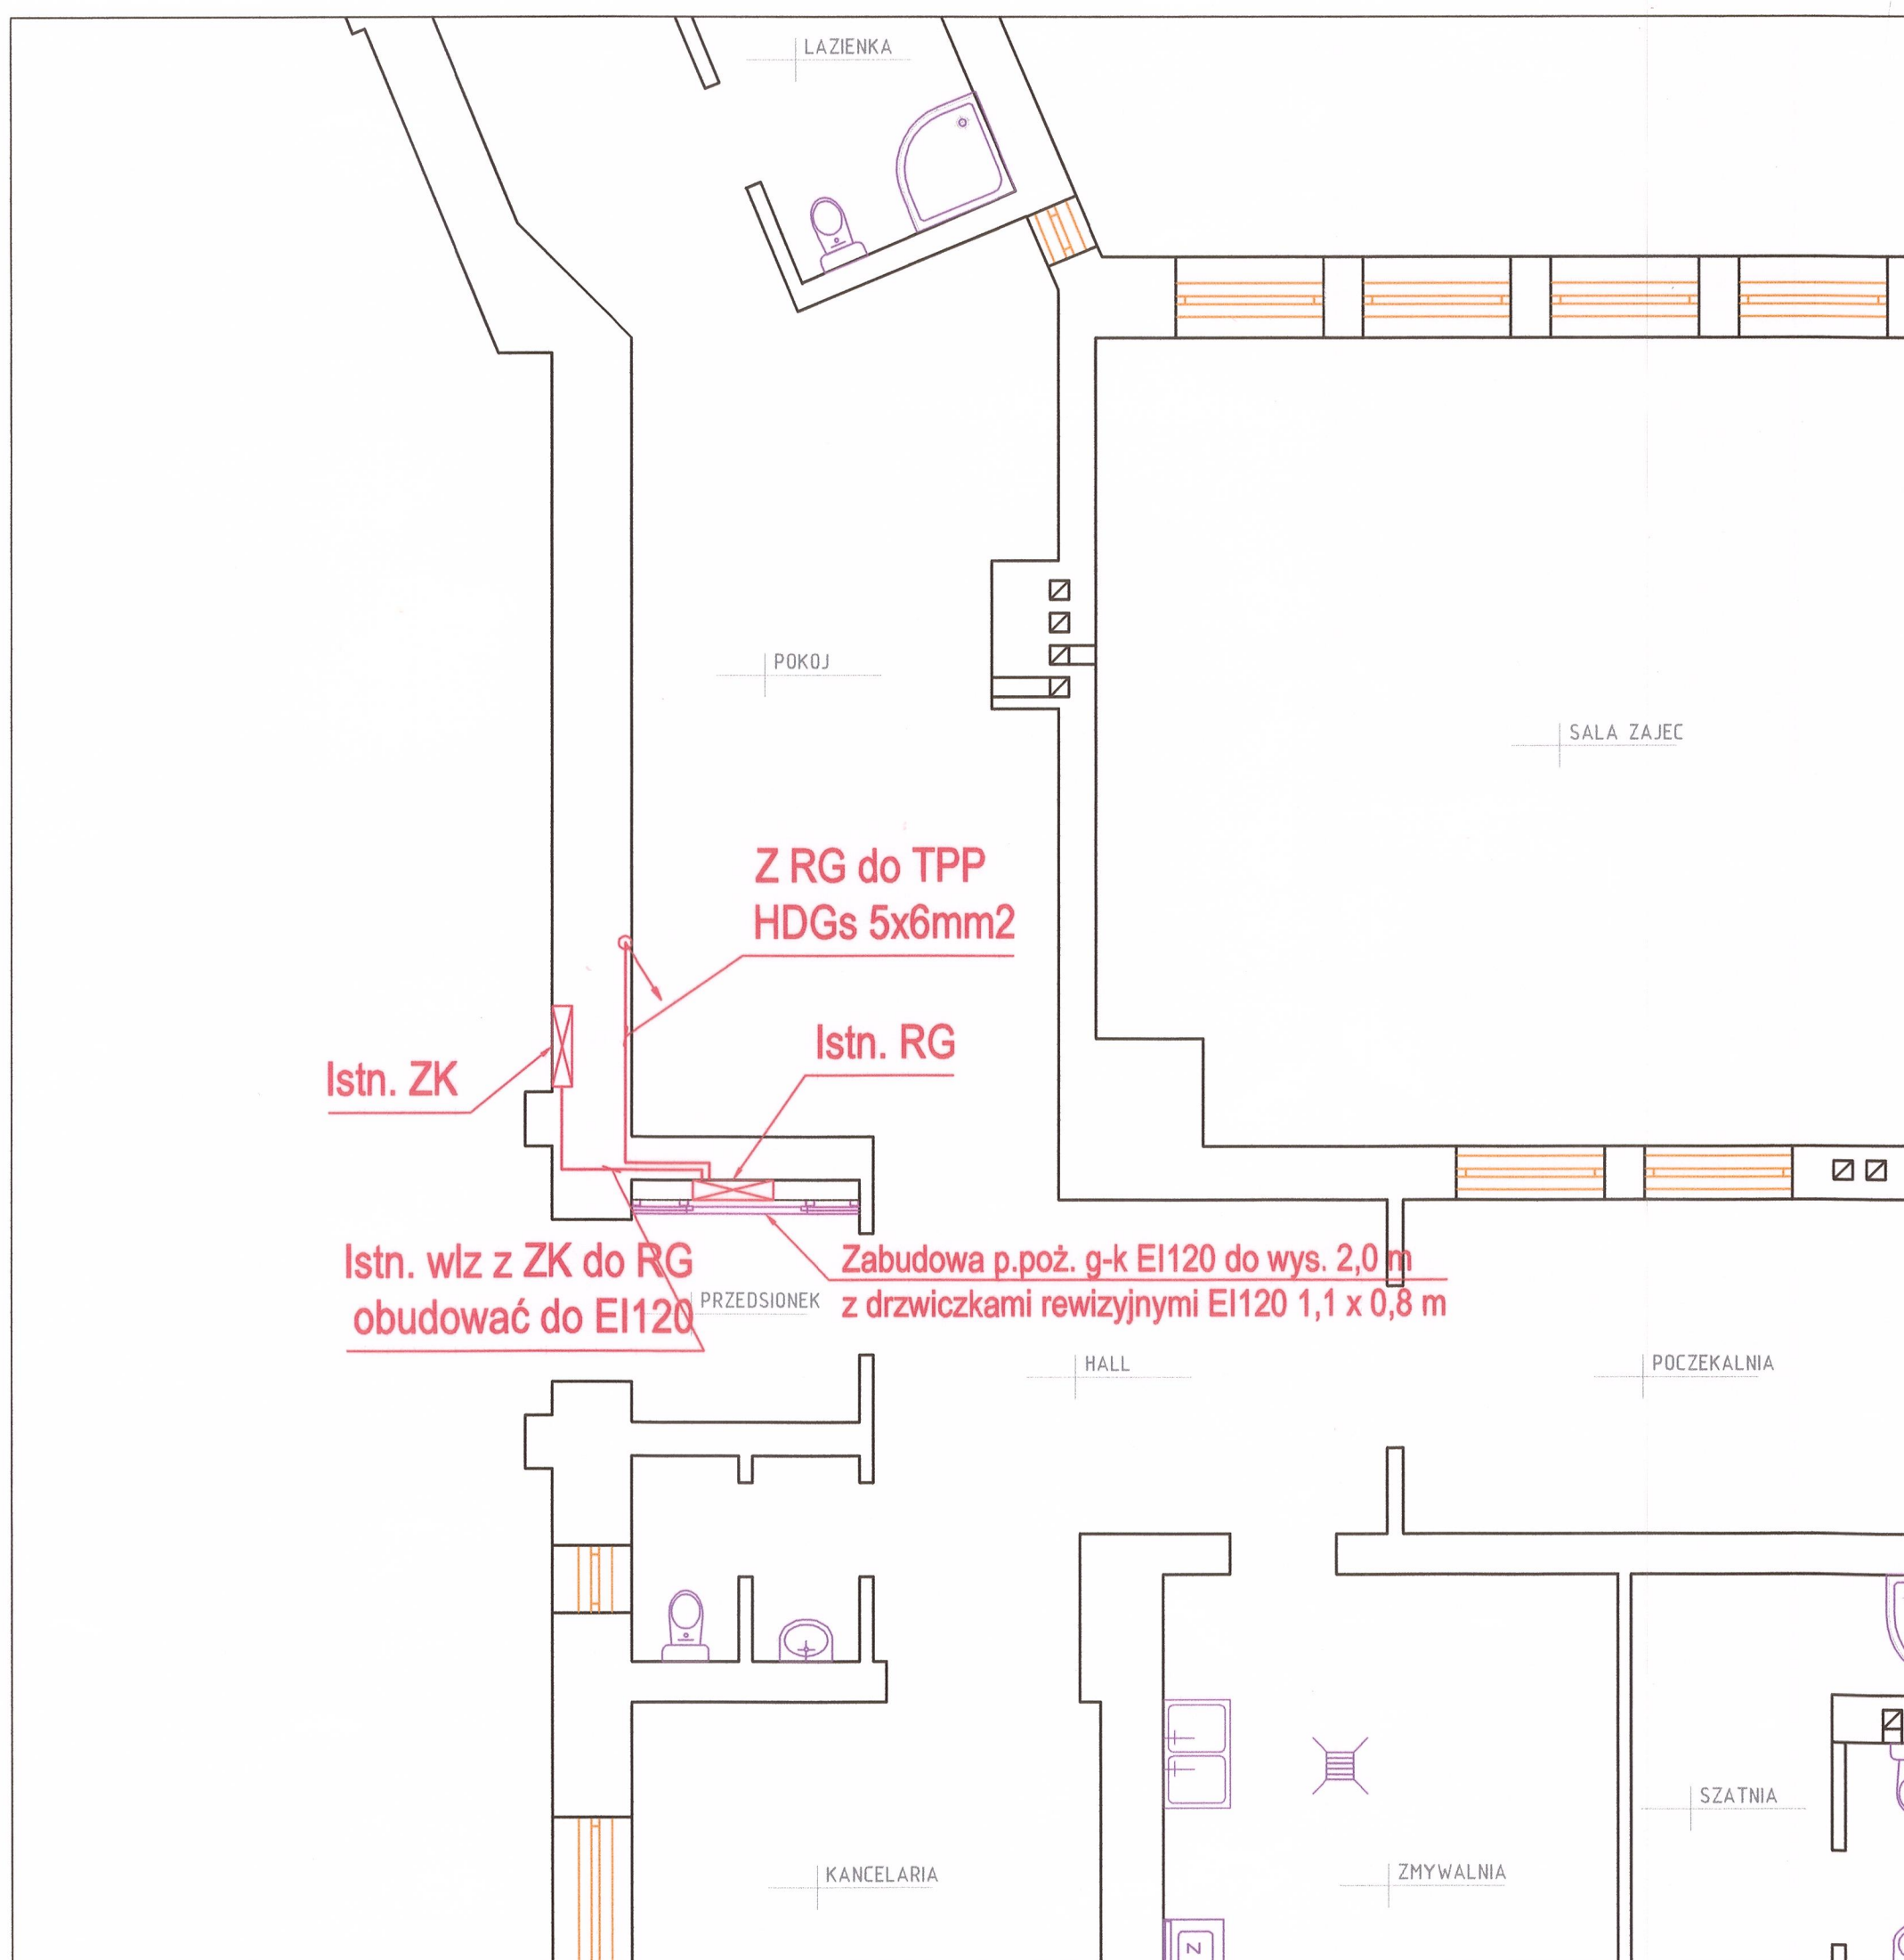 LAZIENKA
POKOJ
SALA ZAJEC
Z RG do TPP
HDGs 5x6mm2
Istn. RG
Istn. ZK
Istn. wlz z ZK do RG
obudować do EI120
Zabudowa p.poż. g-k EI120 do wys. 2,0 m
z drzwiczkami rewizyjnymi EI120 1,1 x 0,8 m
PRZEDSIONEK
HALL
POCZEKALNIA
SZATNIA
KANCELARIA
ZMYWALNIA
Z